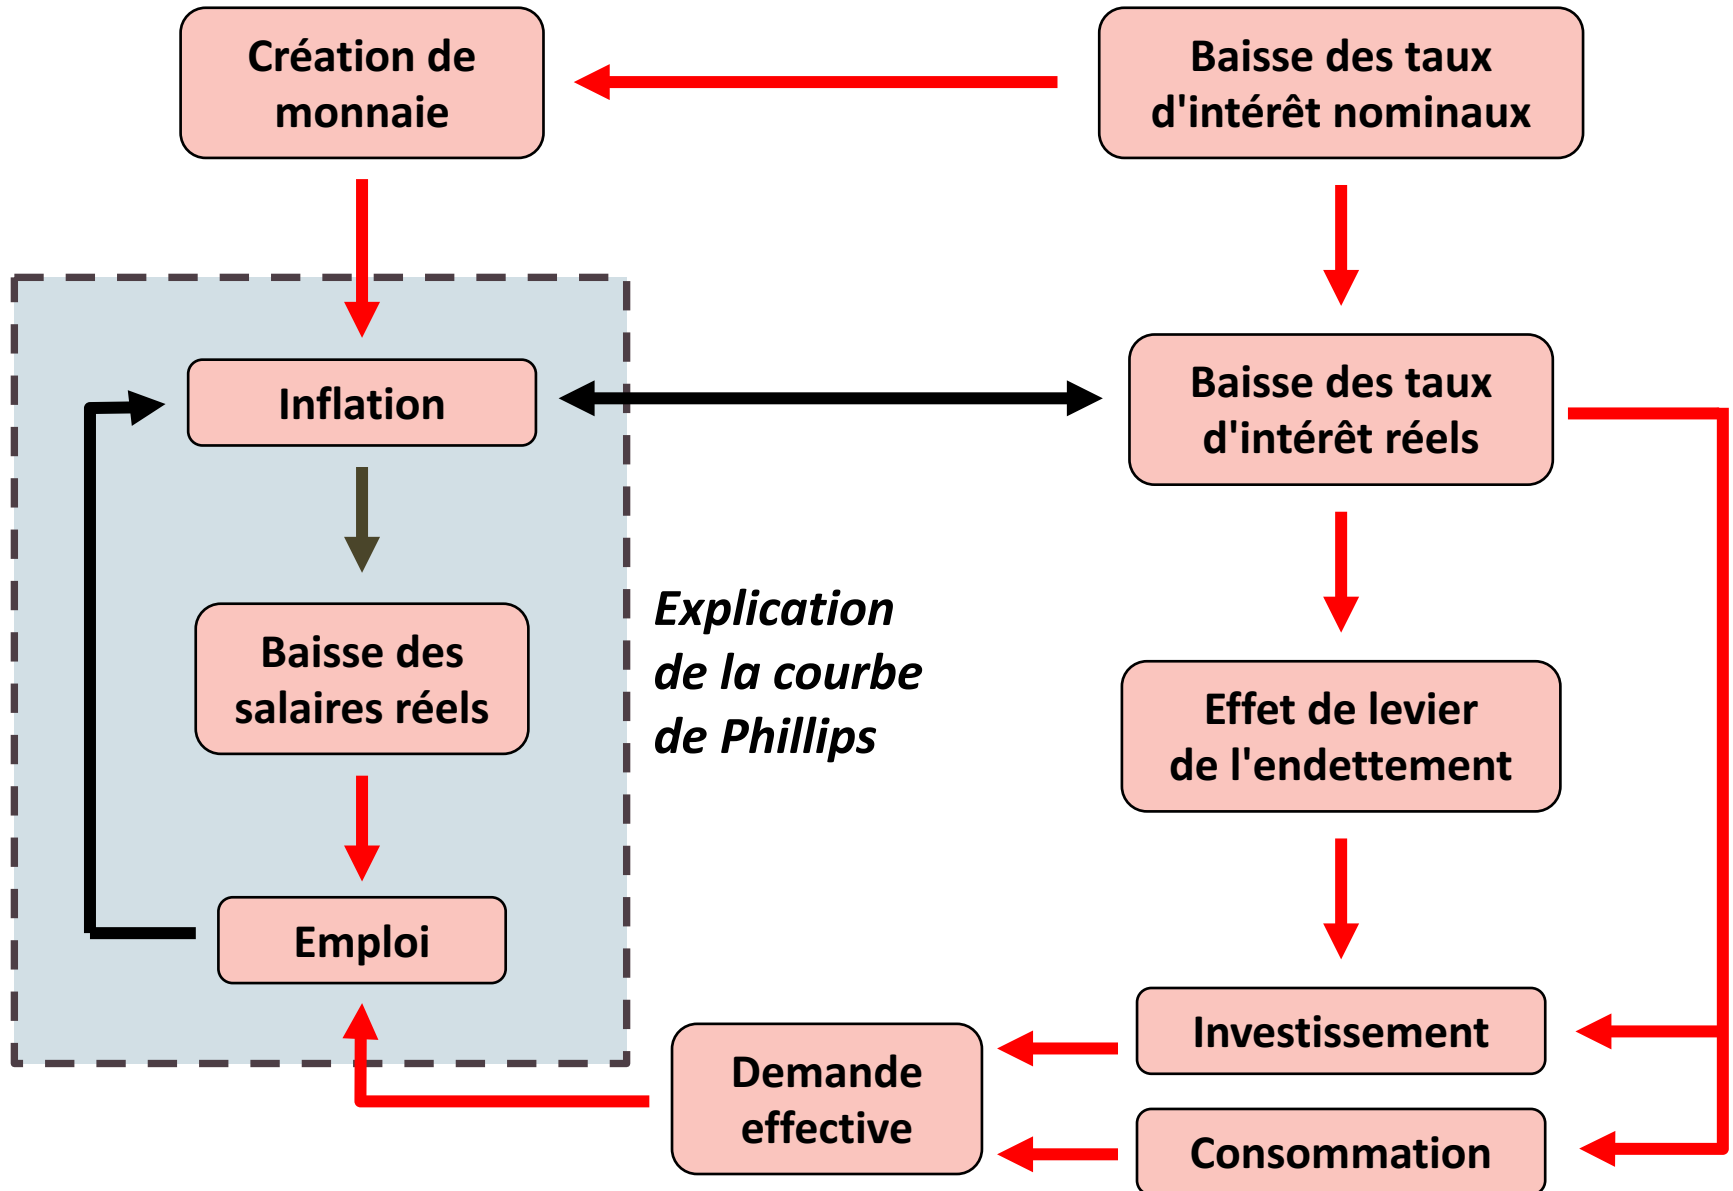 Création de
monnaie
Baisse des taux
d'intérêt nominaux
Inflation
Baisse des taux
d'intérêt réels
Explication
de la courbe
de Phillips
Baisse des
salaires réels
Effet de levier
de l'endettement
Emploi
Investissement
Demande
effective
Consommation